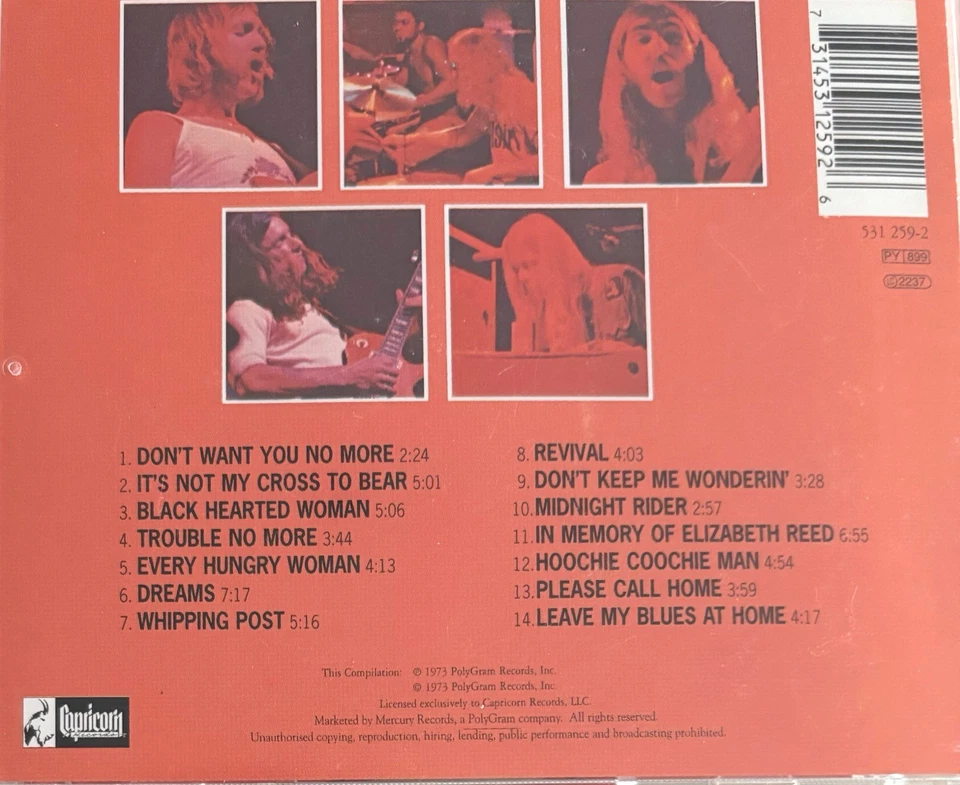 7 31453 12592 6
531 259-2
PY 899
2237
1. DON'T WANT YOU NO MORE 2:24
2. IT'S NOT MY CROSS TO BEAR 5:01
3. BLACK HEARTED WOMAN 5:06
4. TROUBLE NO MORE 3:44
5. EVERY HUNGRY WOMAN 4:13
6. DREAMS 7:17
7. WHIPPING POST 5:16
8. REVIVAL 4:03
9. DON'T KEEP ME WONDERIN' 3:28
10. MIDNIGHT RIDER 2:57
11. IN MEMORY OF ELIZABETH REED 6:55
12. HOOCHIE COOCHIE MAN 4:54
13. PLEASE CALL HOME 3:59
14. LEAVE MY BLUES AT HOME 4:17
This Compilation: ℗ 1973 PolyGram Records, Inc.
© 1973 PolyGram Records, Inc.
Licensed exclusively to Capricorn Records, LLC.
Marketed by Mercury Records, a PolyGram company. All rights reserved.
Unauthorised copying, reproduction, hiring, lending, public performance and broadcasting prohibited.
Capricorn
Records